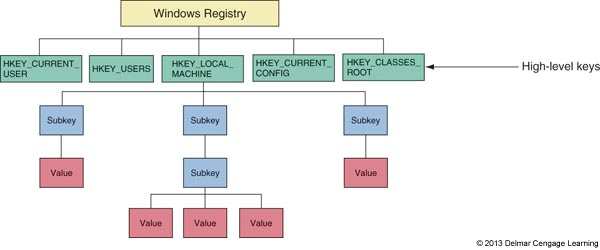 Windows Registry
HKEY_CURRENT_
USER
HKEY_USERS
HKEY_LOCAL_
MACHINE
HKEY_CURRENT_
CONFIG
HKEY_CLASSES_
ROOT
High-level keys
Subkey
Subkey
Subkey
Value
Subkey
Value
Value
Value
Value
© 2013 Delmar Cengage Learning